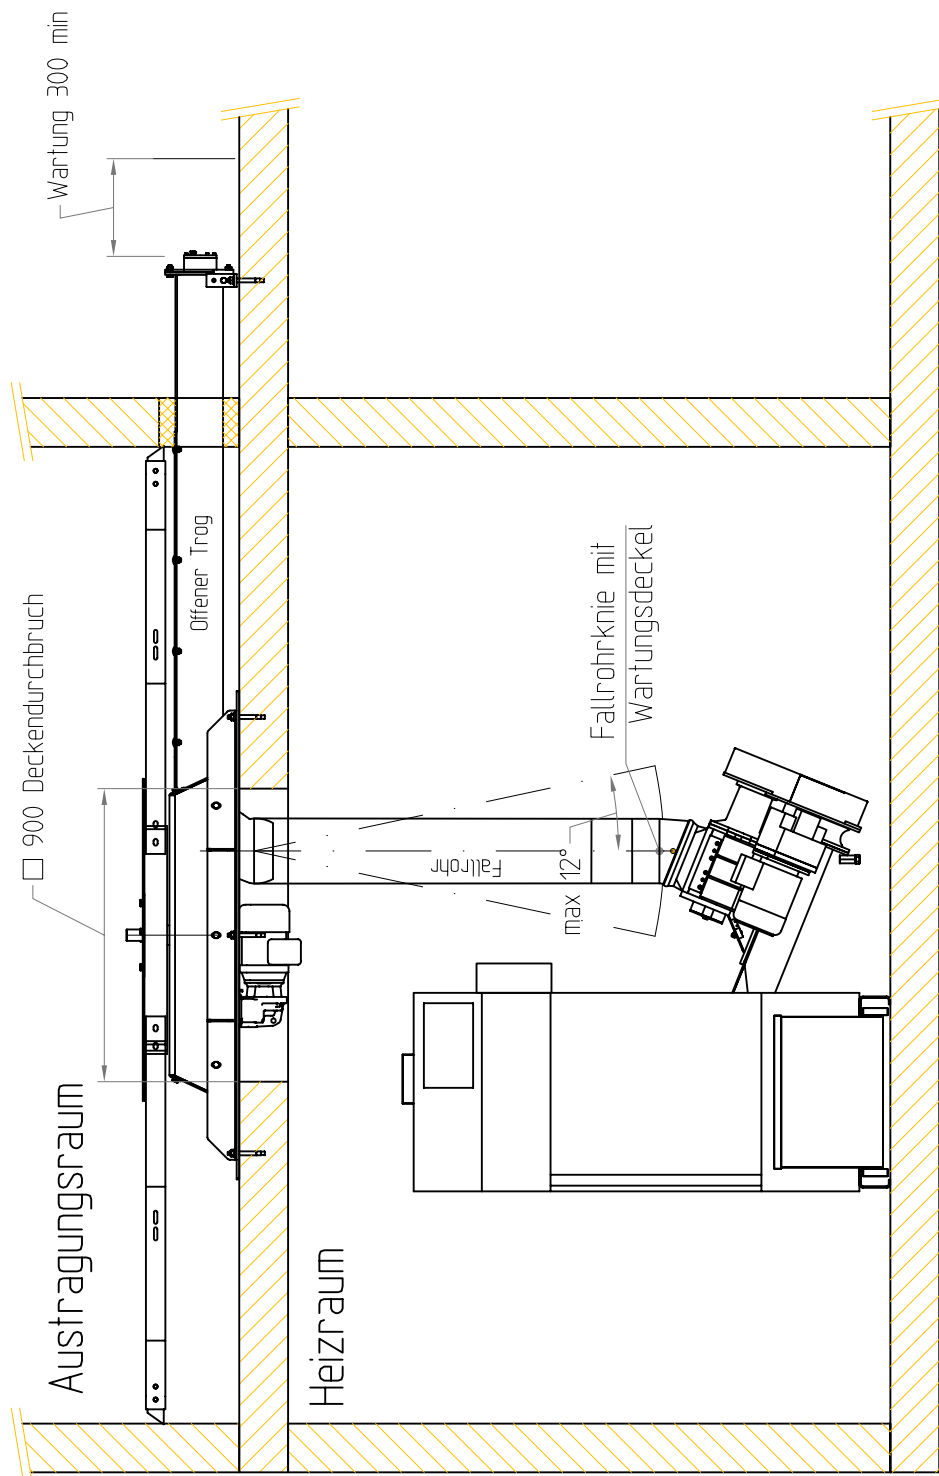 Wartung 300 min
□ 900 Deckendurchbruch
Offener Trog
Austragungsraum
Fallrohrknie mit
Wartungsdeckel
max 12°
Fallrohr
Heizraum